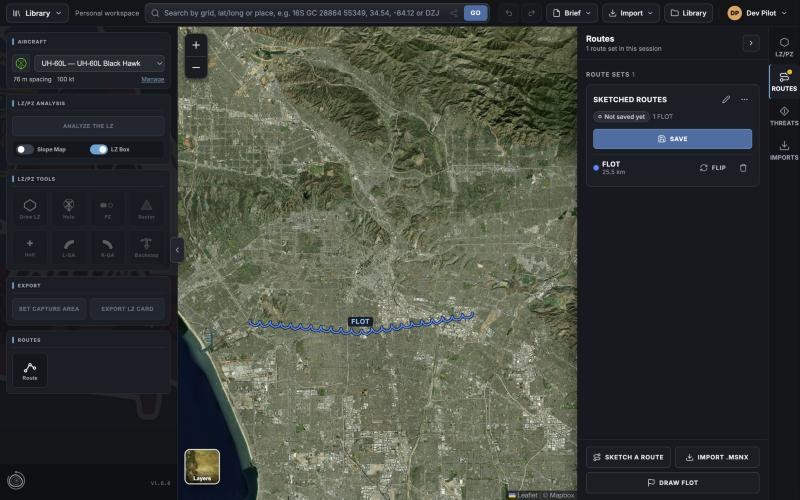 Library
Personal workspace
Search by grid, lat/long or place, e.g. 16S GC 28864 55349, 34.54, -84.12 or DZJ
GO
Brief
Import
Library
DP
Dev Pilot
AIRCRAFT
UH-60L — UH-60L Black Hawk
76 m spacing 100 kt
Manage
LZ/PZ ANALYSIS
ANALYZE THE LZ
Slope Map
LZ Box
LZ/PZ TOOLS
Draw LZ
Helo
PZ
Sector
Unit
L-GA
R-GA
Backstop
EXPORT
SET CAPTURE AREA
EXPORT LZ CARD
ROUTES
Route
FLOT
Layers
Leaflet | © Mapbox
Routes
1 route set in this session
ROUTE SETS 1
SKETCHED ROUTES
Not saved yet
1 FLOT
SAVE
FLOT
25.5 km
FLIP
SKETCH A ROUTE
IMPORT .MSNX
DRAW FLOT
LZ/PZ
ROUTES
THREATS
IMPORTS